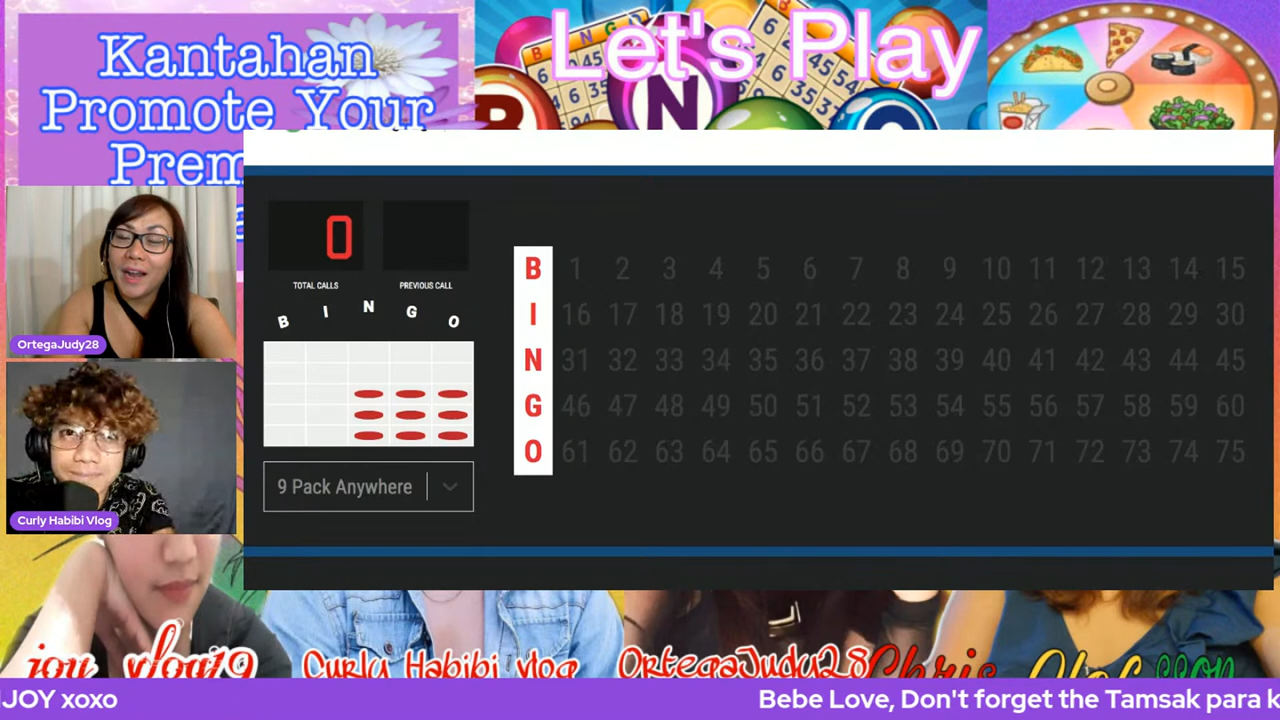 Kantahan
Promote Your
Prem
Let's Play
B N G
N
OrtegaJudy28
Curly Habibi Vlog
0
TOTAL CALLS
PREVIOUS CALL
B I N G O
9 Pack Anywhere
B 1 2 3 4 5 6 7 8 9 10 11 12 13 14 15
I 16 17 18 19 20 21 22 23 24 25 26 27 28 29 30
N 31 32 33 34 35 36 37 38 39 40 41 42 43 44 45
G 46 47 48 49 50 51 52 53 54 55 56 57 58 59 60
O 61 62 63 64 65 66 67 68 69 70 71 72 73 74 75
joy vlog19
Curly Habibi vlog
OrtegaJudy28
Chris
JOY xoxo
Bebe Love, Don't forget the Tamsak para k